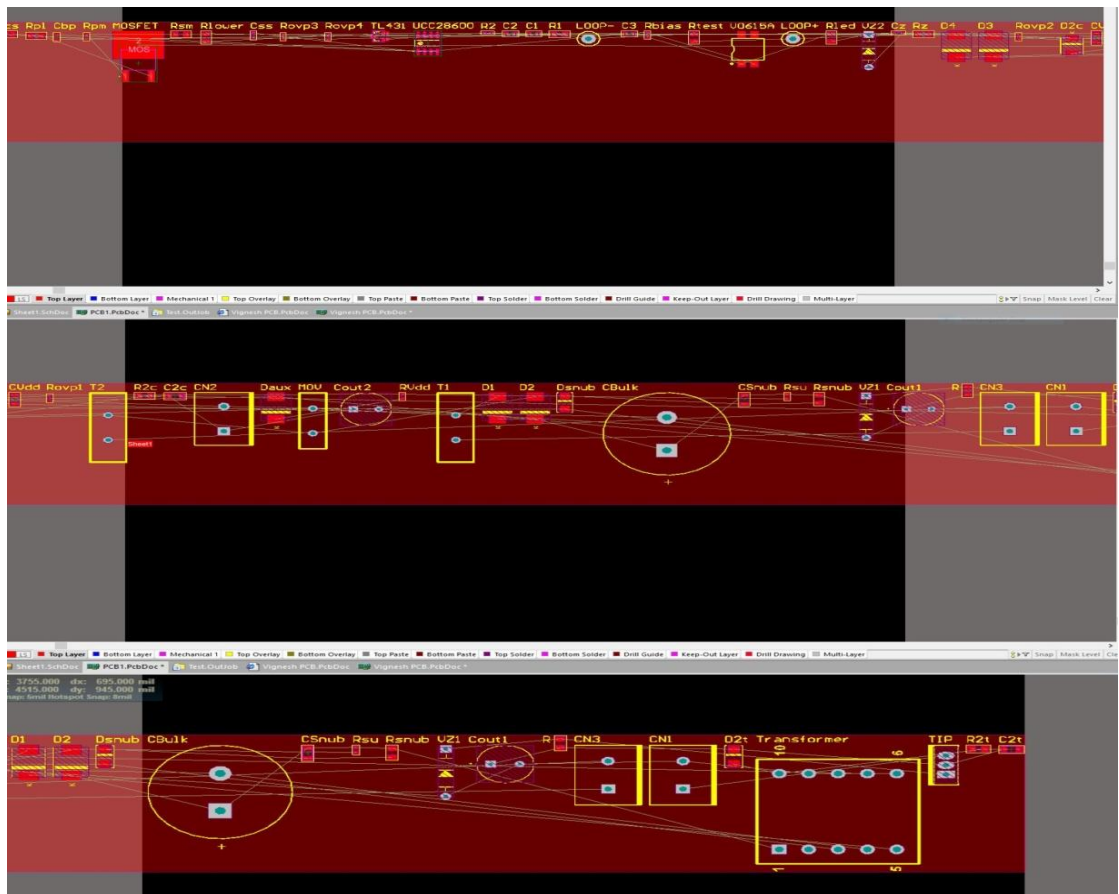 Rpl Cbp Rpm MOSFET Rsm Rlower Css Rovp3 Rovp4 TL431 UCC28600 R2 C2 C1 R1 LOOP- C3 Rbias Rtest VO615A LOOP+ Rled VZ2 Cz Rz D4 D3 Rovp2 D2c
MOS
LS Top Layer Bottom Layer Mechanical 1 Top Overlay Bottom Overlay Top Paste Bottom Paste Top Solder Bottom Solder Drill Guide Keep-Out Layer Drill Drawing Multi-Layer Snap Mask Level Clear
Sheet1.SchDoc PCB1.PcbDoc * Test.OutJob Vignesh PCB.PcbDoc Vignesh PCB.PcbDoc *
CVdd Rovp1 T2 R2c C2c CN2 Daux MOV Cout2 RVdd T1 D1 D2 Dsnub CBulk CSnub Rsu Rsnub VZ1 Cout1 R CN3 CN1
Sheet1
+
LS Top Layer Bottom Layer Mechanical 1 Top Overlay Bottom Overlay Top Paste Bottom Paste Top Solder Bottom Solder Drill Guide Keep-Out Layer Drill Drawing Multi-Layer Snap Mask Level Cle
Sheet1.SchDoc PCB1.PcbDoc * Test.OutJob Vignesh PCB.PcbDoc Vignesh PCB.PcbDoc *
: 3755.000 dx: 695.000 mil
: 4515.000 dy: 945.000 mil
D1 D2 Dsnub CBulk CSnub Rsu Rsnub VZ1 Cout1 R CN3 CN1 D2t Transformer TIP R2t C2t
10 6
+
1 5